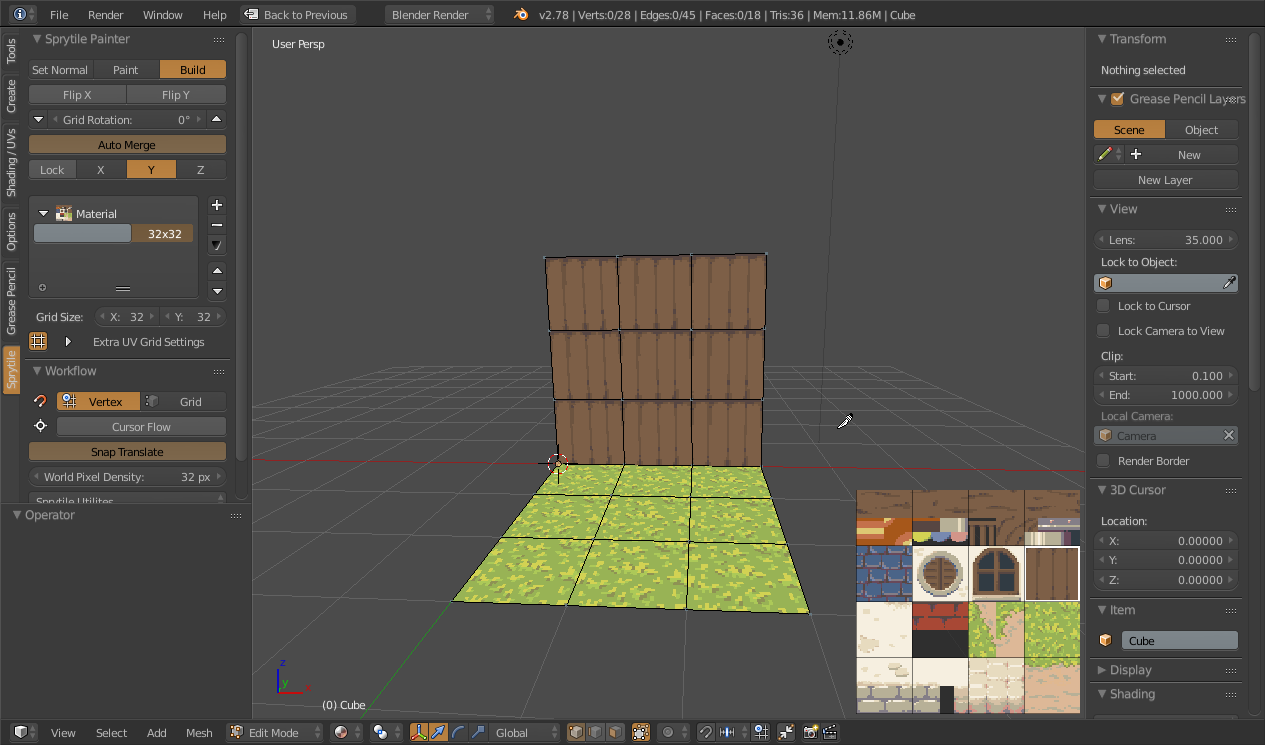 File Render Window Help Back to Previous Blender Render v2.78 | Verts:0/28 | Edges:0/45 | Faces:0/18 | Tris:36 | Mem:11.86M | Cube
Tools
Create
Shading / UVs
Options
Grease Pencil
Sprytile
Sprytile Painter
Set Normal Paint Build
Flip X Flip Y
Grid Rotation: 0°
Auto Merge
Lock X Y Z
Material
32x32
Grid Size: X: 32 Y: 32
Extra UV Grid Settings
Workflow
Vertex Grid
Cursor Flow
Snap Translate
World Pixel Density: 32 px
Sprytile Utilites
Operator
User Persp
z
y
x
(0) Cube
Transform
Nothing selected
Grease Pencil Layers
Scene Object
New
New Layer
View
Lens: 35.000
Lock to Object:
Lock to Cursor
Lock Camera to View
Clip:
Start: 0.100
End: 1000.000
Local Camera:
Camera
Render Border
3D Cursor
Location:
X: 0.00000
Y: 0.00000
Z: 0.00000
Item
Cube
Display
Shading
View Select Add Mesh Edit Mode Global